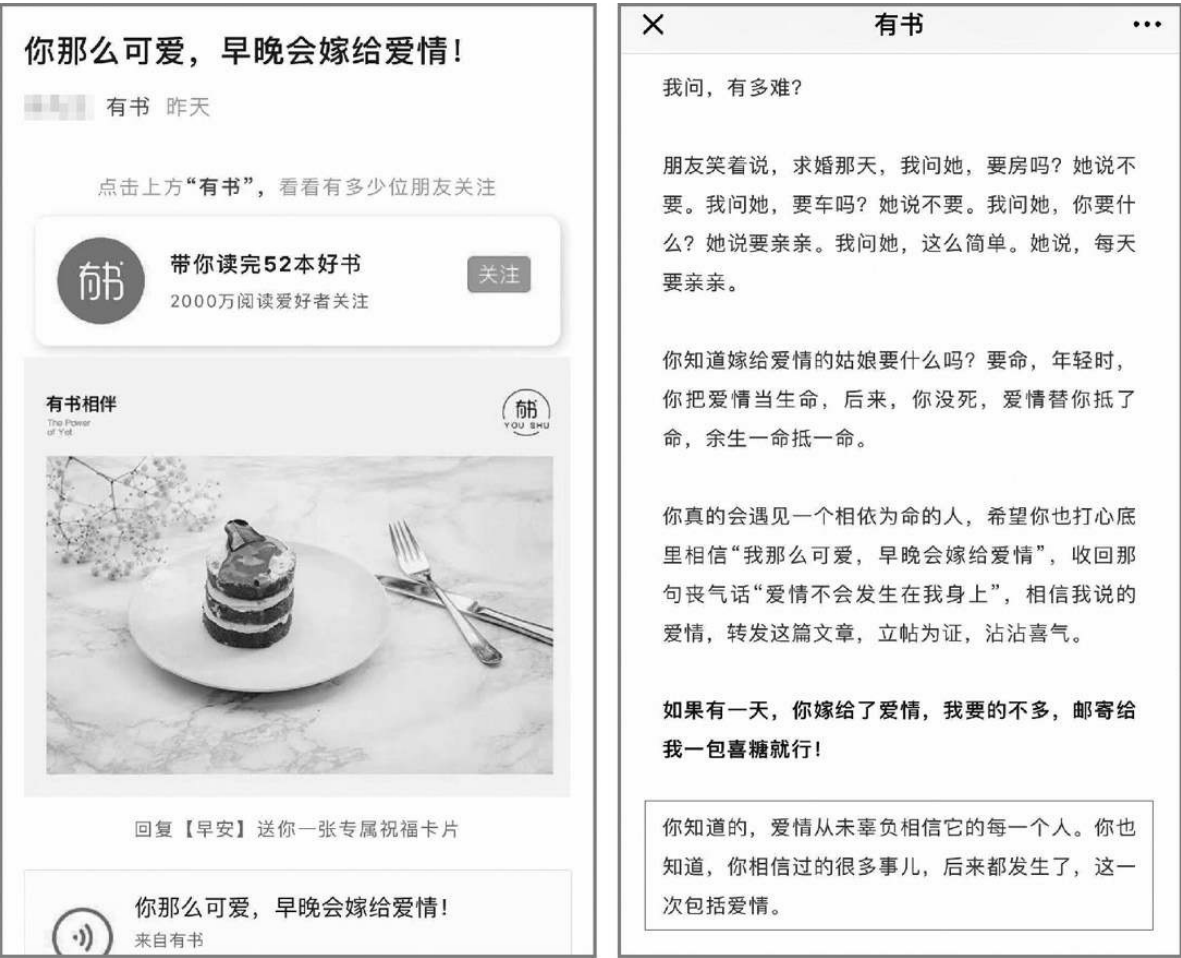 你那么可爱，早晚会嫁给爱情！
有书 昨天
点击上方“有书”，看看有多少位朋友关注
有书
带你读完52本好书
2000万阅读爱好者关注
关注
有书相伴
The Power
of Yet
有书
YOU SHU
回复【早安】送你一张专属祝福卡片
你那么可爱，早晚会嫁给爱情！
来自有书
有书
我问，有多难？
朋友笑着说，求婚那天，我问她，要房吗？她说不
要。我问她，要车吗？她说不要。我问她，你要什
么？她说要亲亲。我问她，这么简单。她说，每天
要亲亲。
你知道嫁给爱情的姑娘要什么吗？要命，年轻时，
你把爱情当生命，后来，你没死，爱情替你抵了
命，余生一命抵一命。
你真的会遇见一个相依为命的人，希望你也打心底
里相信“我那么可爱，早晚会嫁给爱情”，收回那
句丧气话“爱情不会发生在我身上”，相信我说的
爱情，转发这篇文章，立帖为证，沾沾喜气。
如果有一天，你嫁给了爱情，我要的不多，邮寄给
我一包喜糖就行！
你知道的，爱情从未辜负相信它的每一个人。你也
知道，你相信过的很多事儿，后来都发生了，这一
次包括爱情。